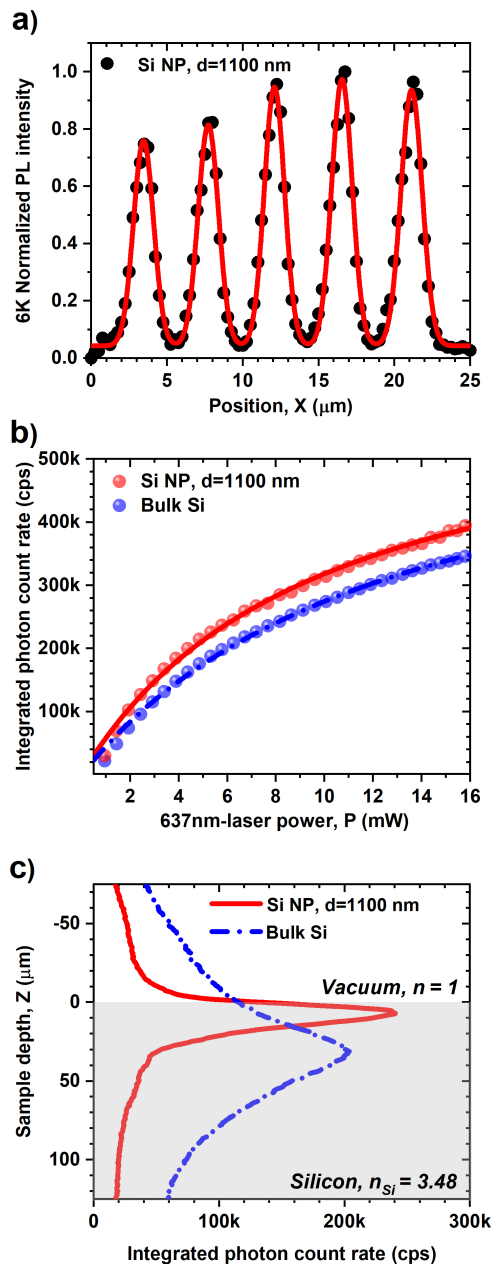 a)
Si NP, d=1100 nm
6K Normalized PL intensity
1.0
0.8
0.6
0.4
0.2
0.0
0 5 10 15 20 25
Position, X (μm)
b)
500k
Si NP, d=1100 nm
Bulk Si
Integrated photon count rate (cps)
400k
300k
200k
100k
2 4 6 8 10 12 14 16
637nm-laser power, P (mW)
c)
Si NP, d=1100 nm
Bulk Si
Sample depth, Z (μm)
-50
Vacuum, n = 1
0
50
100
Silicon, nSi = 3.48
0 100k 200k 300k
Integrated photon count rate (cps)